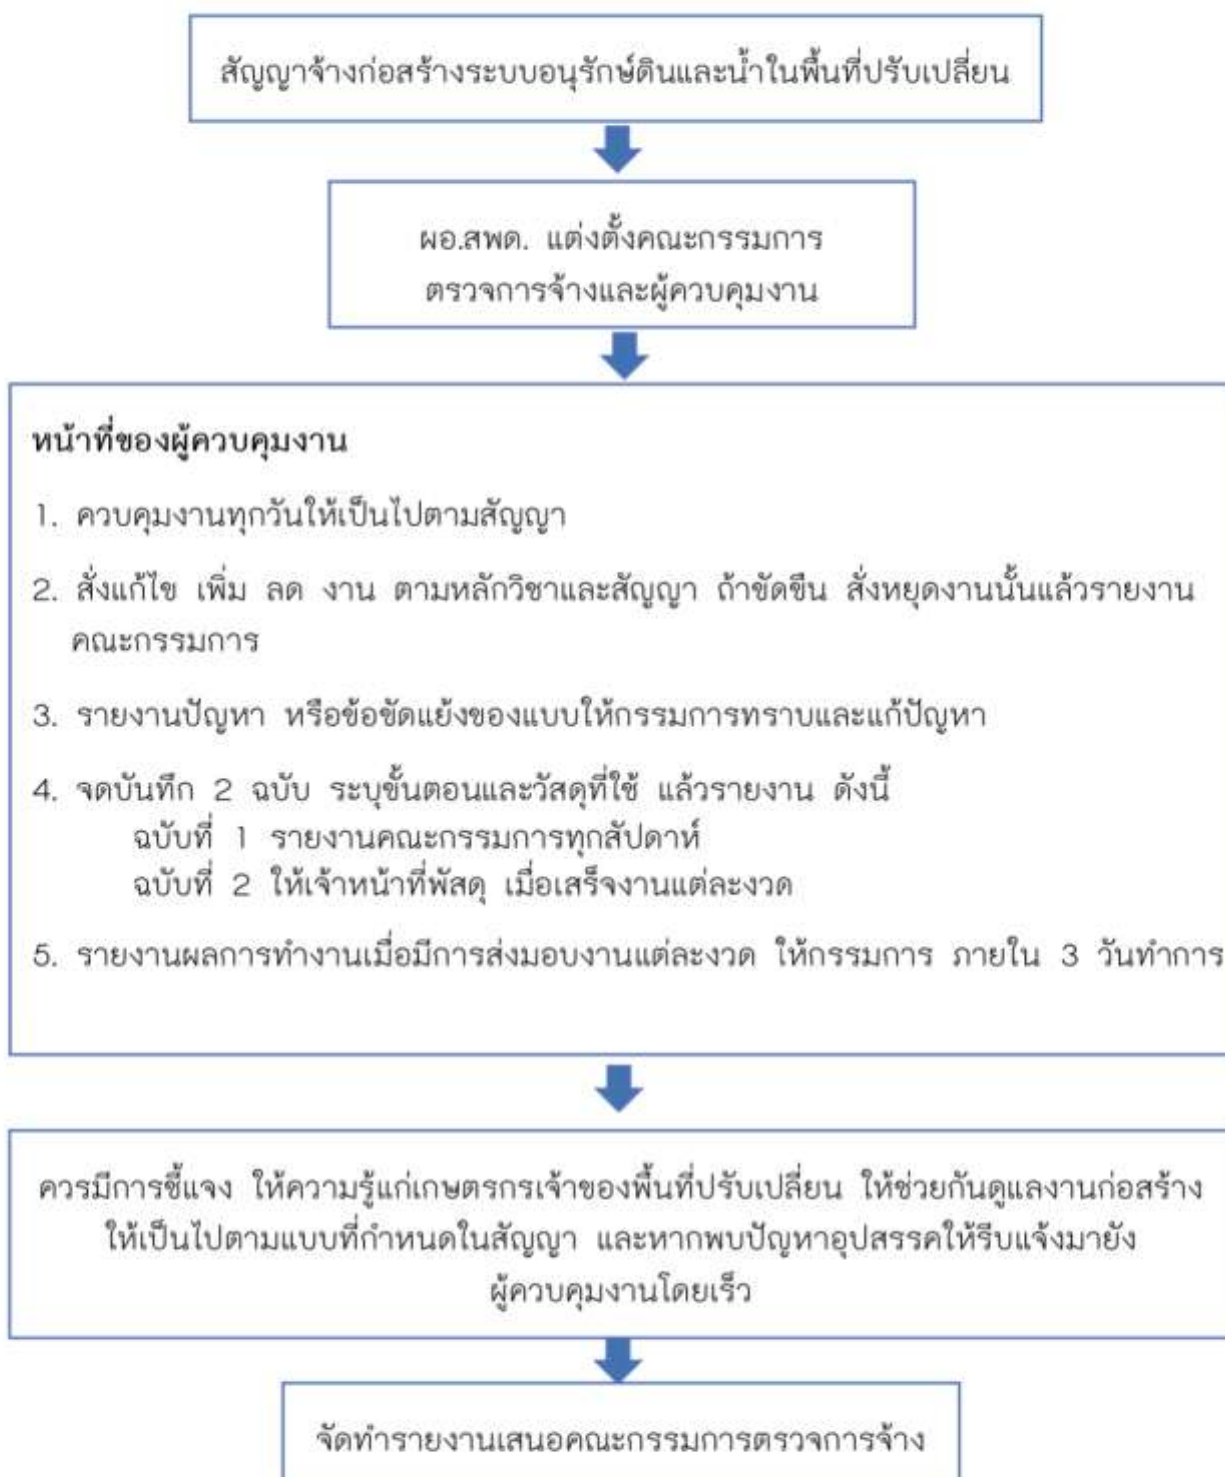 สัญญาจ้างก่อสร้างระบบอนุรักษ์ดินและน้ำในพื้นที่ปรับเปลี่ยน
ผอ.สพด. แต่งตั้งคณะกรรมการ
ตรวจการจ้างและผู้ควบคุมงาน
หน้าที่ของผู้ควบคุมงาน
1. ควบคุมงานทุกวันให้เป็นไปตามสัญญา
2. สั่งแก้ไข เพิ่ม ลด งาน ตามหลักวิชาและสัญญา ถ้าขัดขืน สั่งหยุดงานนั้นแล้วรายงาน
คณะกรรมการ
3. รายงานปัญหา หรือข้อขัดแย้งของแบบให้กรรมการทราบและแก้ปัญหา
4. จดบันทึก 2 ฉบับ ระบุขั้นตอนและวัสดุที่ใช้ แล้วรายงาน ดังนี้
ฉบับที่ 1 รายงานคณะกรรมการทุกสัปดาห์
ฉบับที่ 2 ให้เจ้าหน้าที่พัสดุ เมื่อเสร็จงานแต่ละงวด
5. รายงานผลการทำงานเมื่อมีการส่งมอบงานแต่ละงวด ให้กรรมการ ภายใน 3 วันทำการ
ควรมีการชี้แจง ให้ความรู้แก่เกษตรกรเจ้าของพื้นที่ปรับเปลี่ยน ให้ช่วยกันดูแลงานก่อสร้าง
ให้เป็นไปตามแบบที่กำหนดในสัญญา และหากพบปัญหาอุปสรรคให้รีบแจ้งมายัง
ผู้ควบคุมงานโดยเร็ว
จัดทำรายงานเสนอคณะกรรมการตรวจการจ้าง